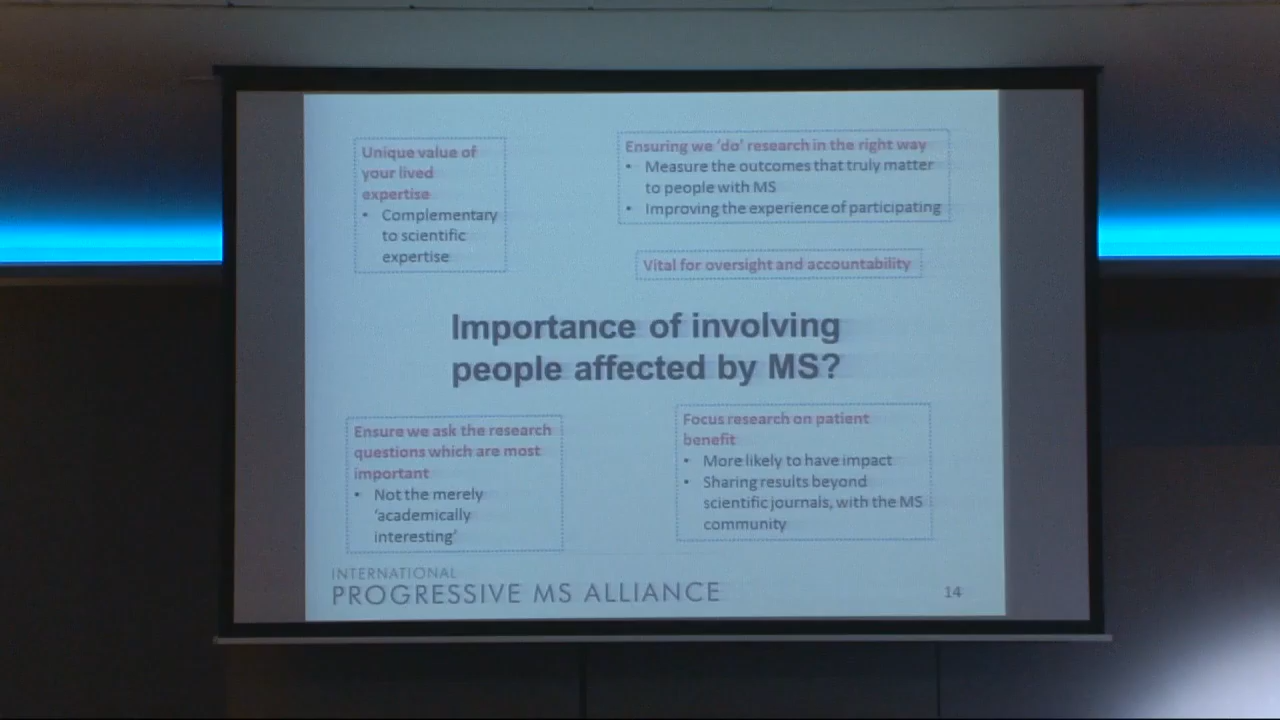 Unique value of
your lived
expertise
• Complementary
to scientific
expertise
Ensuring we 'do' research in the right way
• Measure the outcomes that truly matter
to people with MS
• Improving the experience of participating
Vital for oversight and accountability
Importance of involving
people affected by MS?
Ensure we ask the research
questions which are most
important
• Not the merely
'academically
interesting'
Focus research on patient
benefit
• More likely to have impact
• Sharing results beyond
scientific journals, with the MS
community
INTERNATIONAL
PROGRESSIVE MS ALLIANCE
14